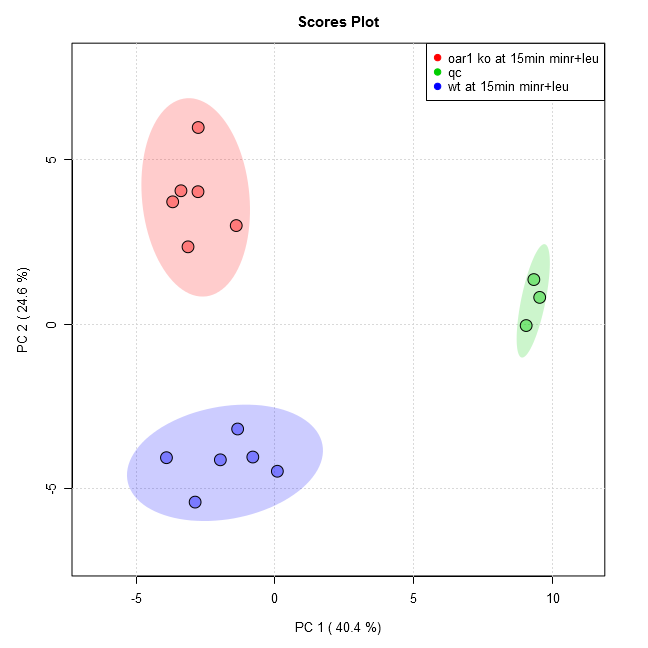 Scores Plot
oar1 ko at 15min minr+leu
qc
wt at 15min minr+leu
5
0
-5
PC 2 ( 24.6 %)
-5 0 5 10
PC 1 ( 40.4 %)